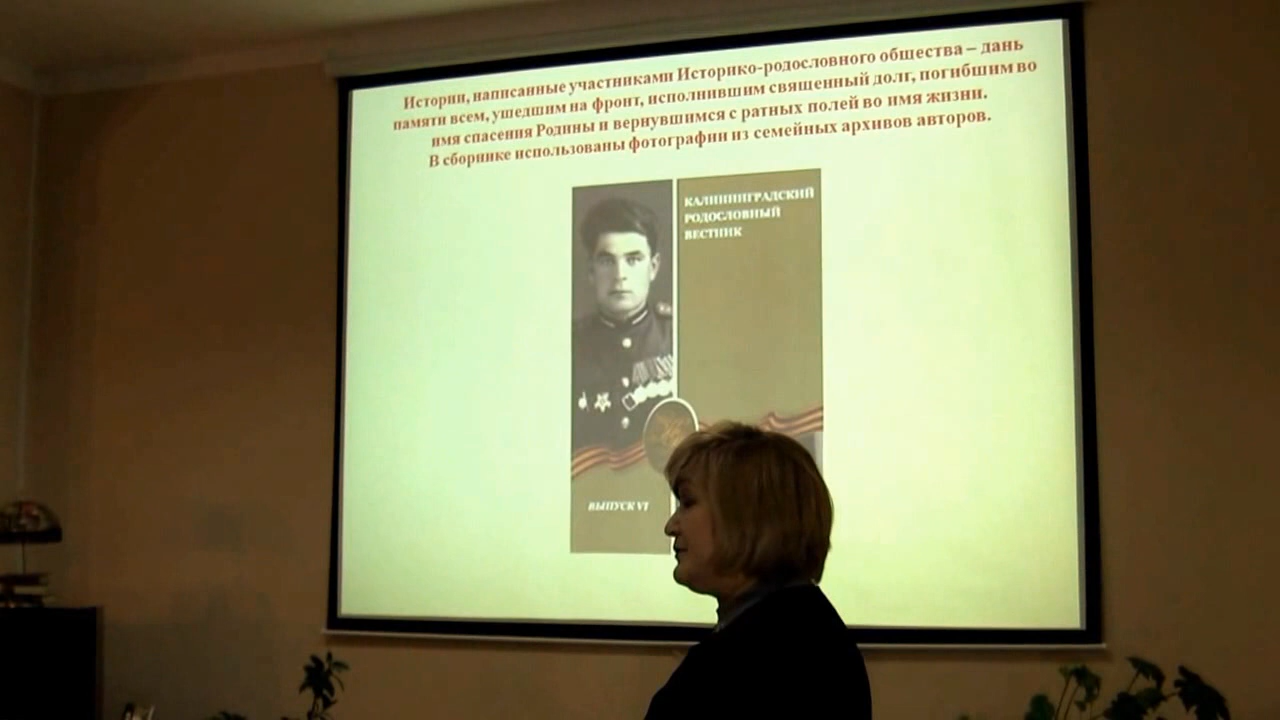 Истории, написанные участниками Историко-родословного общества – дань
памяти всем, ушедшим на фронт, исполнившим священный долг, погибшим во
имя спасения Родины и вернувшимся с ратных полей во имя жизни.
В сборнике использованы фотографии из семейных архивов авторов.
КАЛИНИНГРАДСКИЙ
РОДОСЛОВНЫЙ
ВЕСТНИК
ВЫПУСК VI